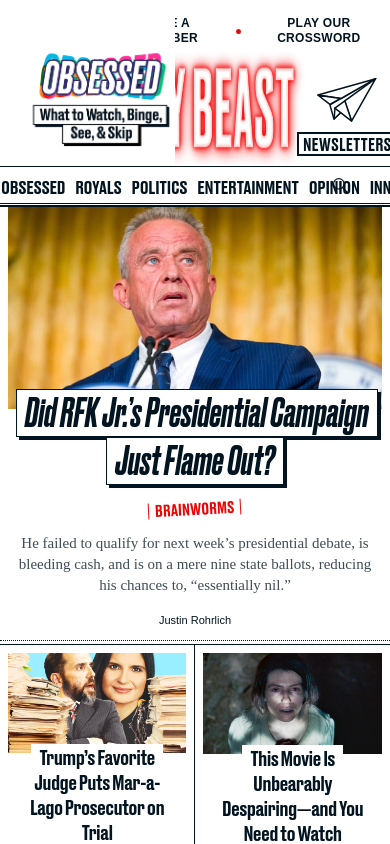 E A
BER
PLAY OUR
CROSSWORD
OBSESSED
What to Watch, Binge,
See, & Skip
Y BEAST
NEWSLETTERS
OBSESSED ROYALS POLITICS ENTERTAINMENT OPINION INN
Did RFK Jr.’s Presidential Campaign
Just Flame Out?
BRAINWORMS
He failed to qualify for next week’s presidential debate, is
bleeding cash, and is on a mere nine state ballots, reducing
his chances to, “essentially nil.”
Justin Rohrlich
Trump’s Favorite
Judge Puts Mar-a-
Lago Prosecutor on
Trial
This Movie Is
Unbearably
Despairing—and You
Need to Watch